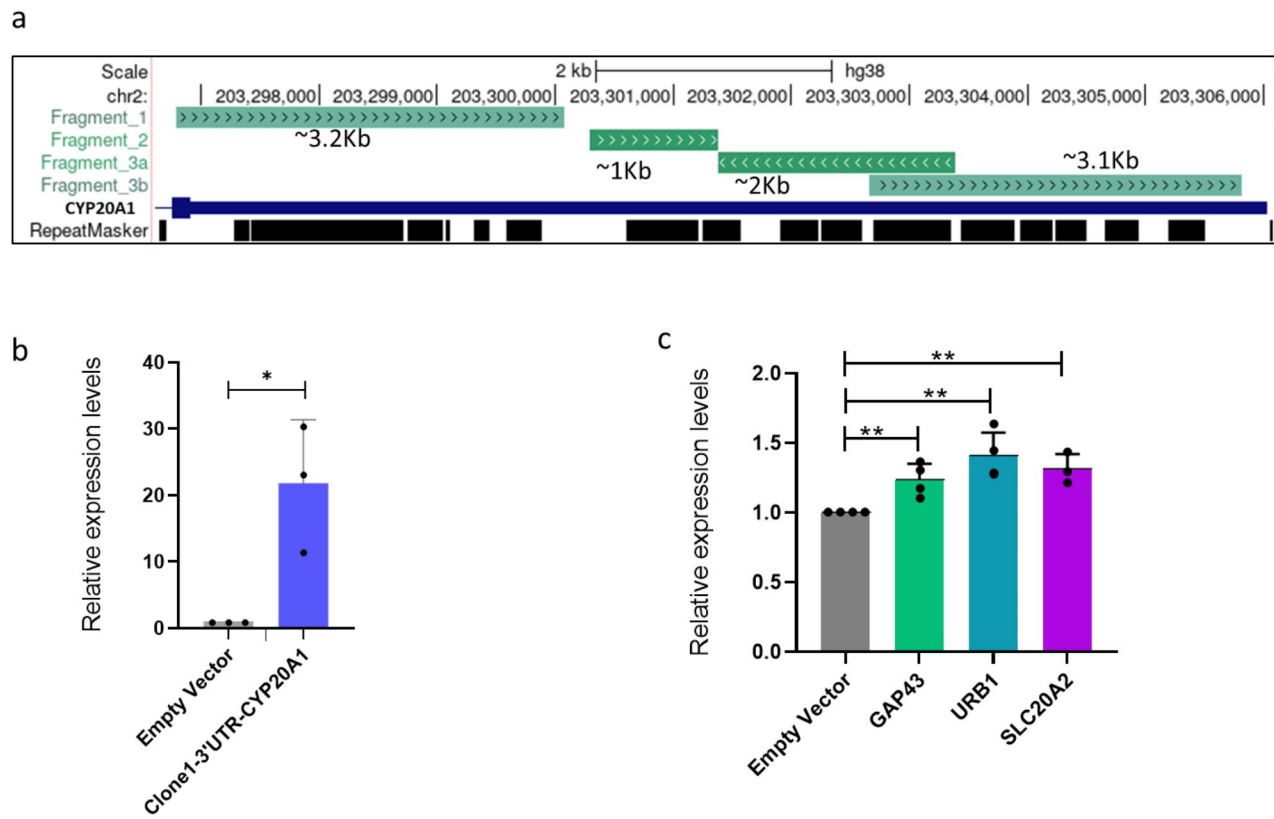 a
Scale 2 kb hg38
chr2: 203,298,000 203,299,000 203,300,000 203,301,000 203,302,000 203,303,000 203,304,000 203,305,000 203,306,000
Fragment_1
~3.2Kb
Fragment_2
~1Kb
Fragment_3a
~2Kb
~3.1Kb
Fragment_3b
CYP20A1
RepeatMasker
b
Relative expression levels
40
30
20
10
0
*
Empty Vector
Clone1-3'UTR-CYP20A1
c
Relative expression levels
2.0
1.5
1.0
0.5
0.0
**
**
**
Empty Vector
GAP43
URB1
SLC20A2